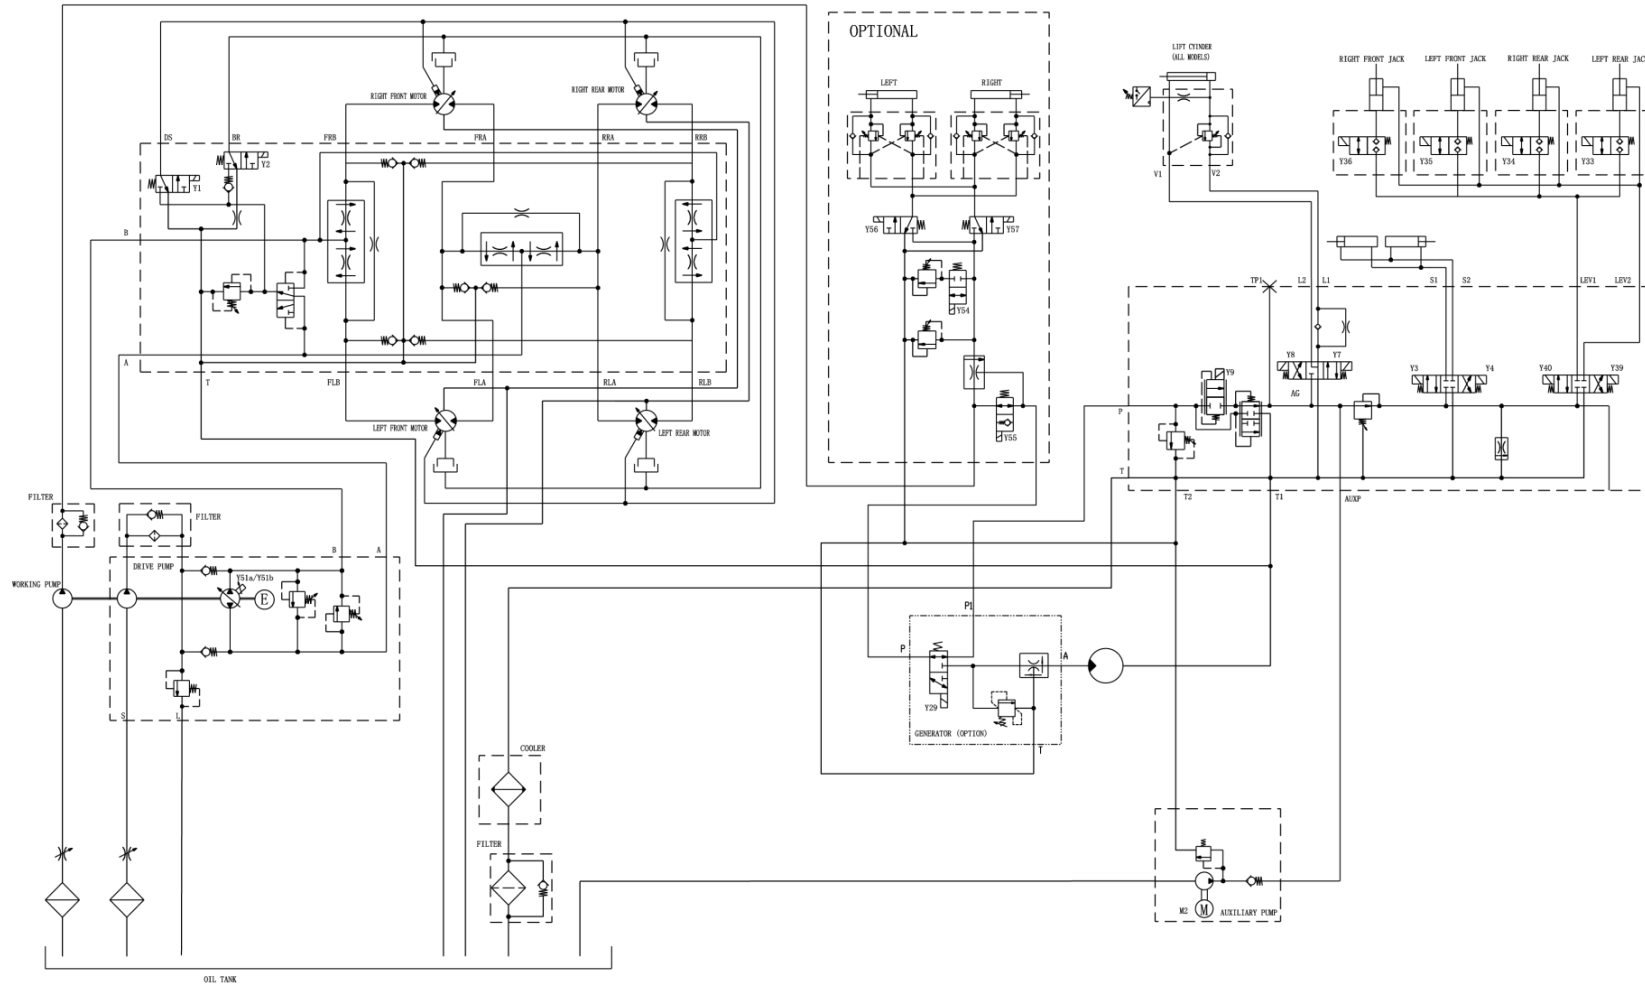 OPTIONAL
LIFT CYLINDER
(ALL MODELS)
RIGHT FRONT JACK
LEFT FRONT JACK
RIGHT REAR JACK
LEFT REAR JAC
LEFT
RIGHT
RIGHT FRONT MOTOR
RIGHT REAR MOTOR
DS
BR
FRB
FRA
RRA
RRB
Y2
Y1
Y36
Y35
Y34
Y33
V1
V2
B
Y56
Y57
TP1
L2
L1
S1
S2
LEV1
LEV2
Y54
A
T
FLB
FLA
RLA
RLB
Y8
Y7
Y9
Y3
Y4
Y40
Y39
AG
P
LEFT FRONT MOTOR
LEFT REAR MOTOR
Y55
T
T2
T1
AUXP
FILTER
FILTER
B
A
DRIVE PUMP
Y51a/Y51b
WORKING PUMP
E
P1
P
A
Y29
GENERATOR (OPTION)
T
S
L
COOLER
FILTER
M2
M
AUXILIARY PUMP
OIL TANK